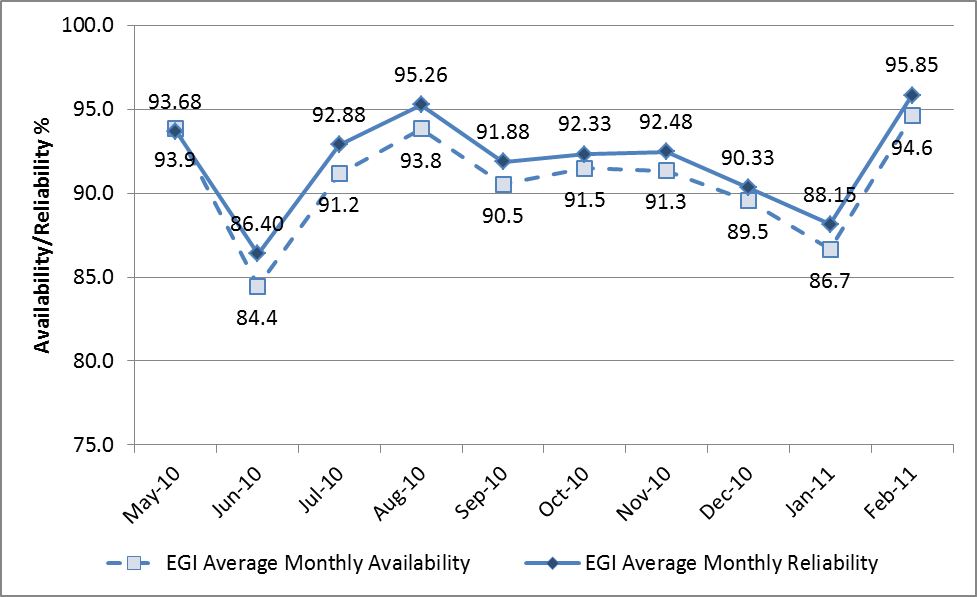 100.0
95.0
90.0
85.0
80.0
75.0
Availability/Reliability %
93.68
86.40
92.88
95.26
91.88
92.33
92.48
90.33
88.15
95.85
93.9
84.4
91.2
93.8
90.5
91.5
91.3
89.5
86.7
94.6
May-10
Jun-10
Jul-10
Aug-10
Sep-10
Oct-10
Nov-10
Dec-10
Jan-11
Feb-11
EGI Average Monthly Availability
EGI Average Monthly Reliability